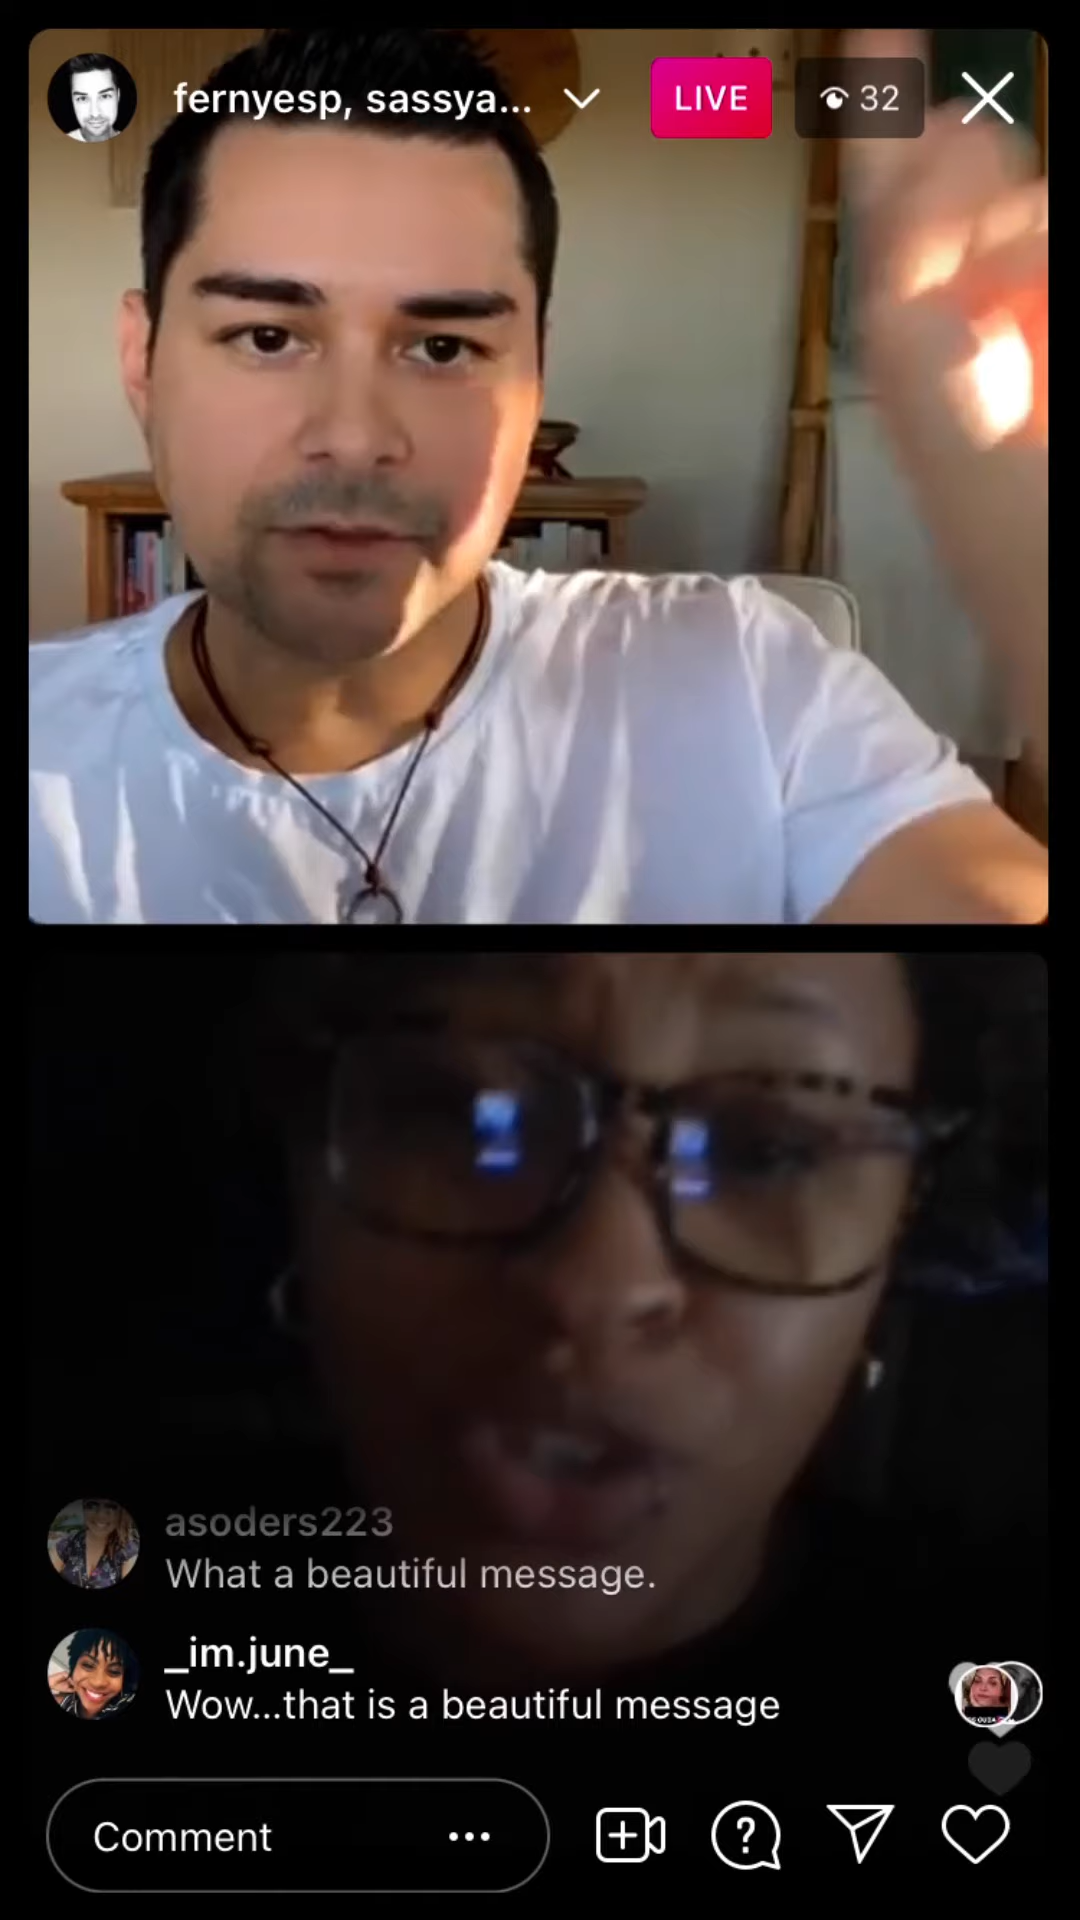 fernyesp, sassya...
LIVE
32
asoders223
What a beautiful message.
_im.june_
Wow...that is a beautiful message
Comment